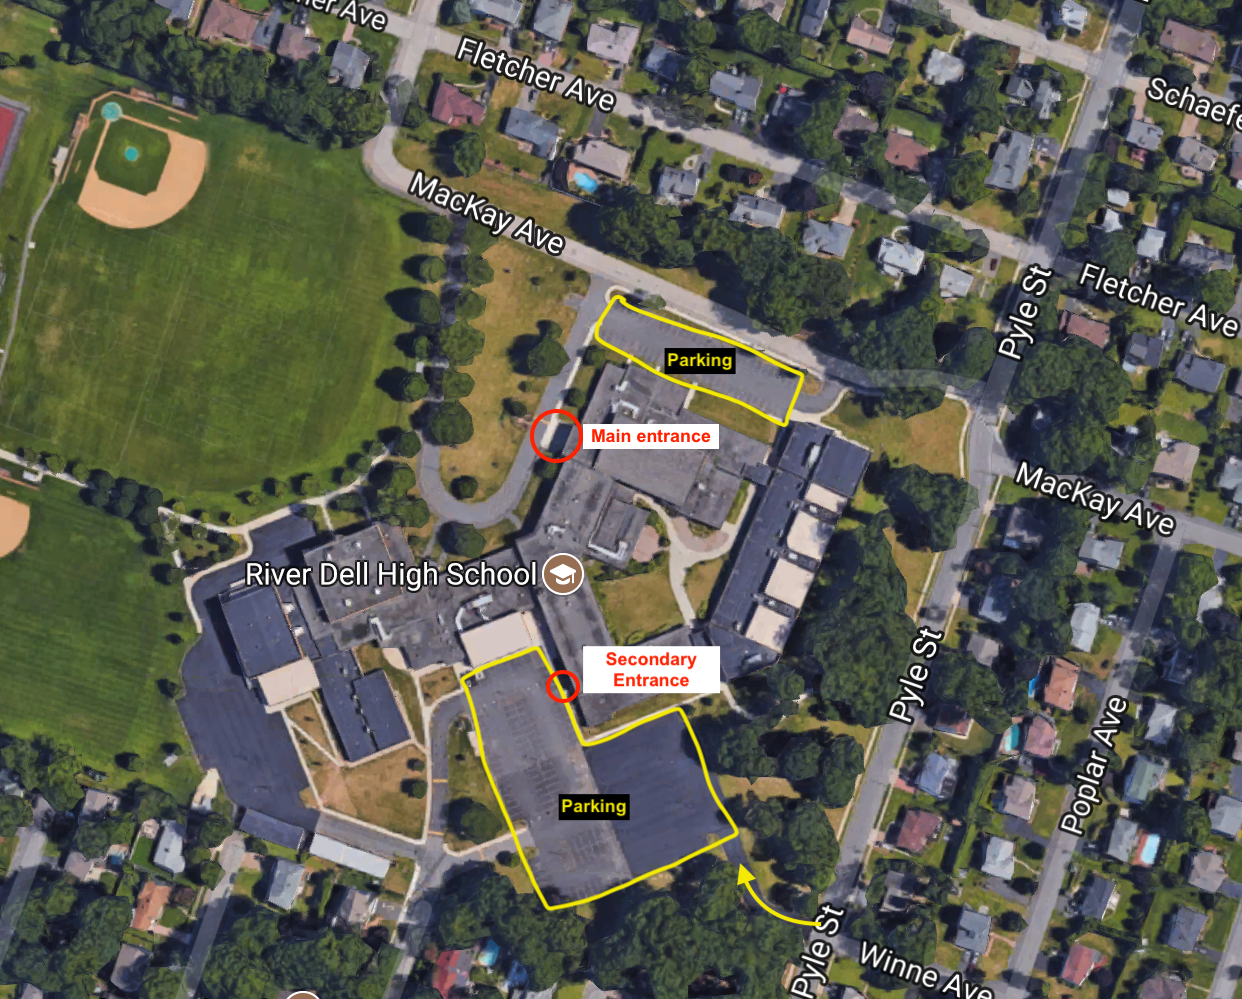 Fletcher Ave
MacKay Ave
Schaefe
Pyle St
Fletcher Ave
Parking
Main entrance
MacKay Ave
River Dell High School
Secondary
Entrance
Pyle St
Poplar Ave
Parking
Pyle St
Winne Ave